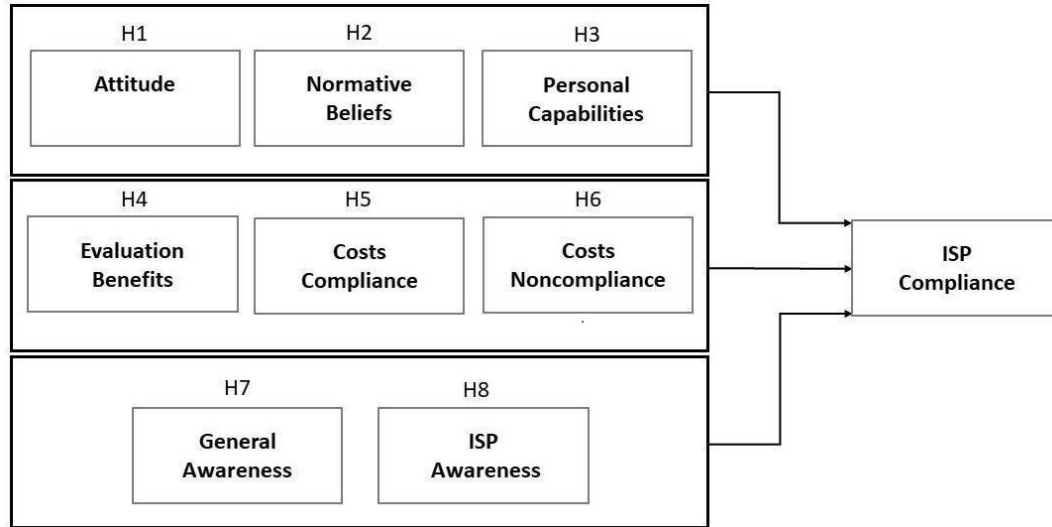 H1
H2
H3
Attitude
Normative
Beliefs
Personal
Capabilities
H4
H5
H6
Evaluation
Benefits
Costs
Compliance
Costs
Noncompliance
ISP
Compliance
H7
H8
General
Awareness
ISP
Awareness